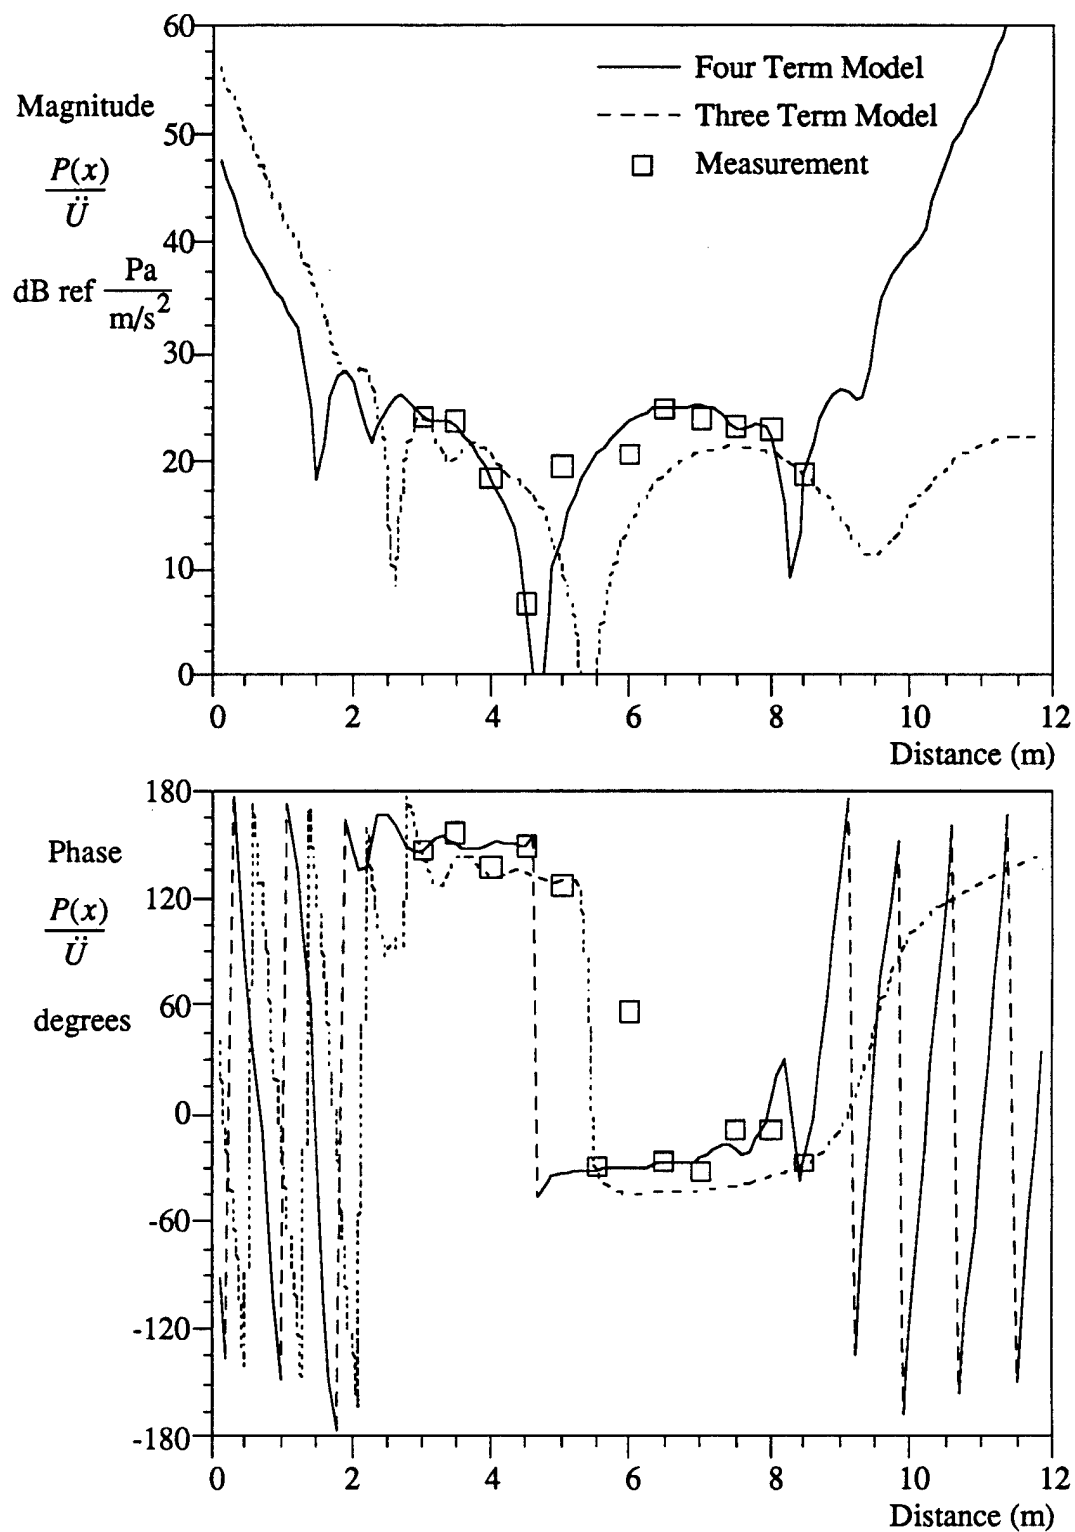 60
50
40
30
20
10
0
Magnitude
P(x)
Ü
dB ref Pa
m/s²
Four Term Model
Three Term Model
Measurement
0 2 4 6 8 10 12
Distance (m)
180
120
60
0
-60
-120
-180
Phase
P(x)
Ü
degrees
0 2 4 6 8 10 12
Distance (m)